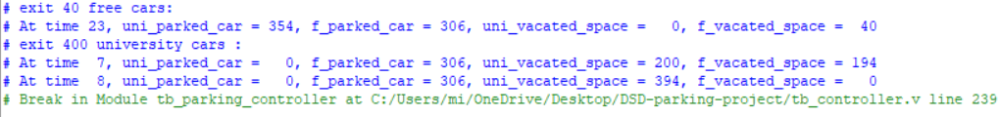 # exit 40 free cars:
# At time 23, uni_parked_car = 354, f_parked_car = 306, uni_vacated_space =   0, f_vacated_space =  40
# exit 400 university cars :
# At time  7, uni_parked_car =   0, f_parked_car = 306, uni_vacated_space = 200, f_vacated_space = 194
# At time  8, uni_parked_car =   0, f_parked_car = 306, uni_vacated_space = 394, f_vacated_space =   0
# Break in Module tb_parking_controller at C:/Users/mi/OneDrive/Desktop/DSD-parking-project/tb_controller.v line 239